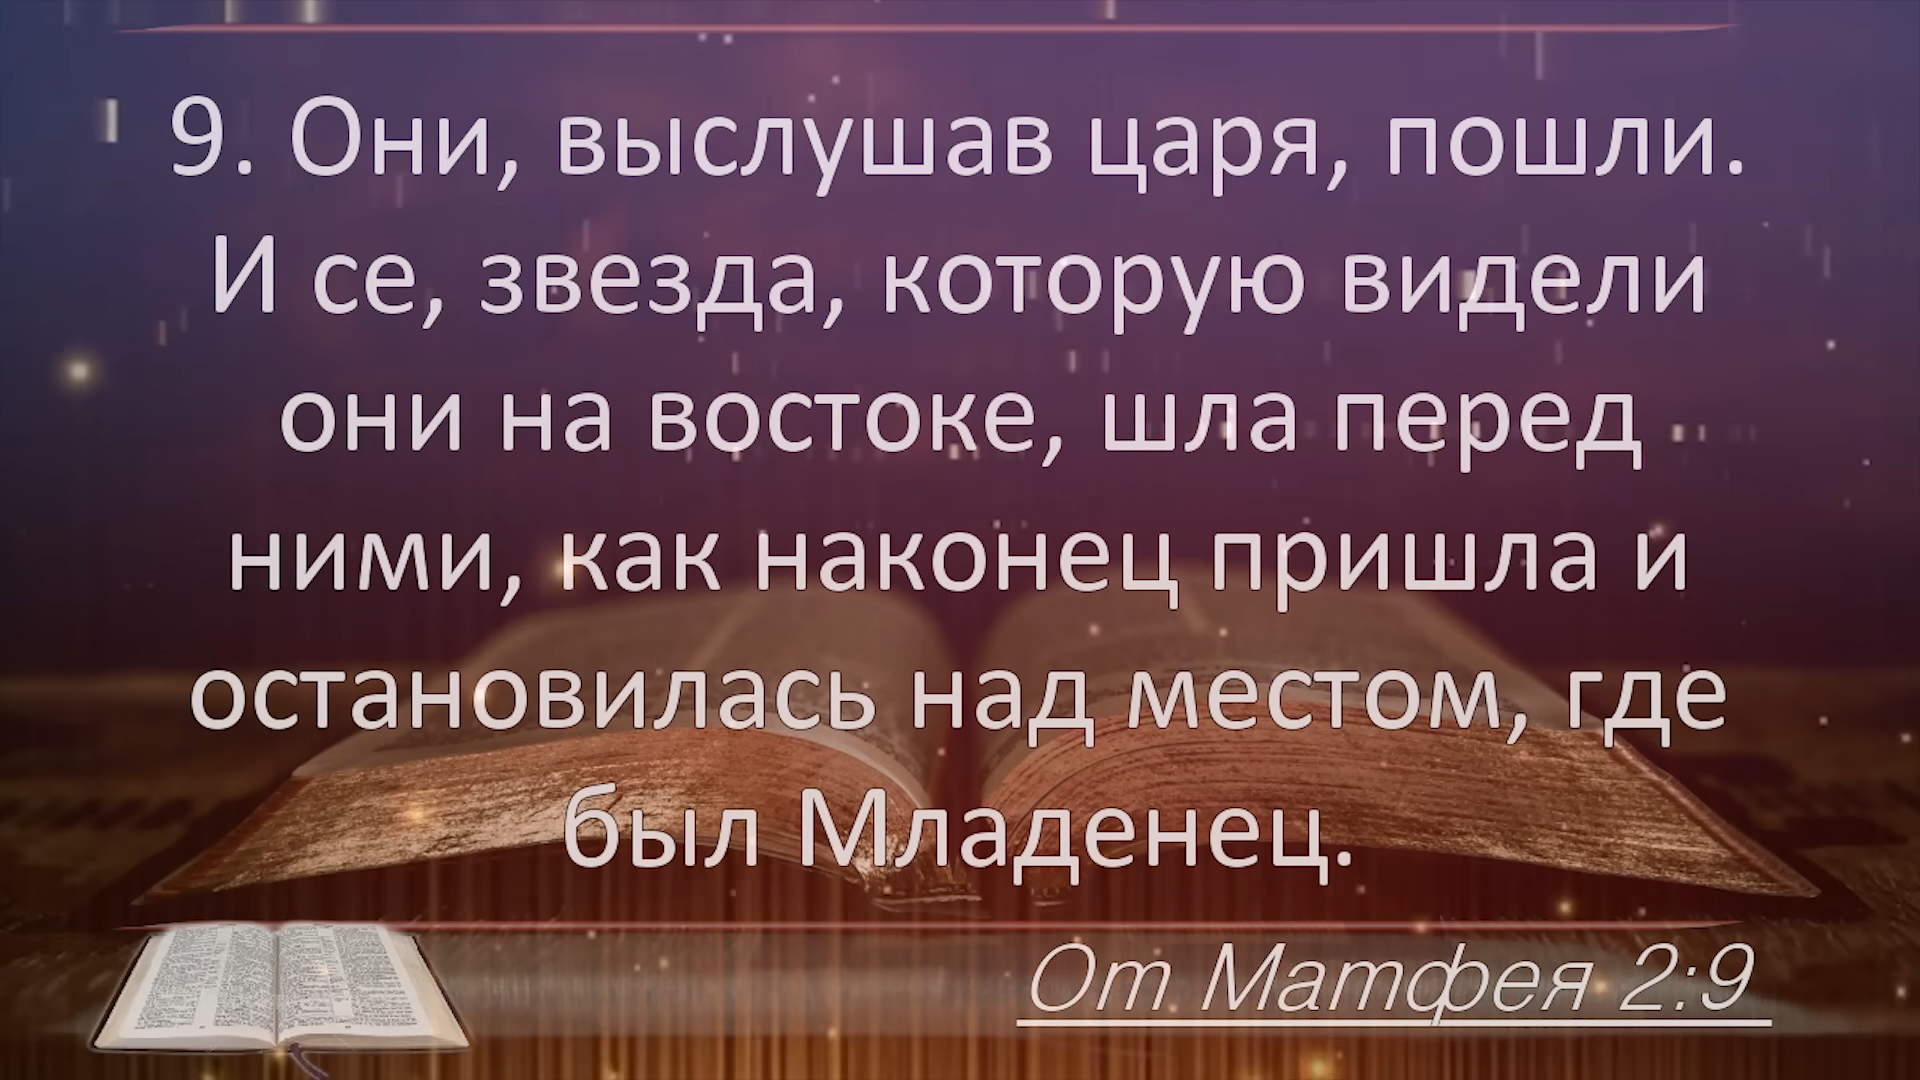 9. Они, выслушав царя, пошли.
И се, звезда, которую видели
они на востоке, шла перед
ними, как наконец пришла и
остановилась над местом, где
был Младенец.
От Матфея 2:9